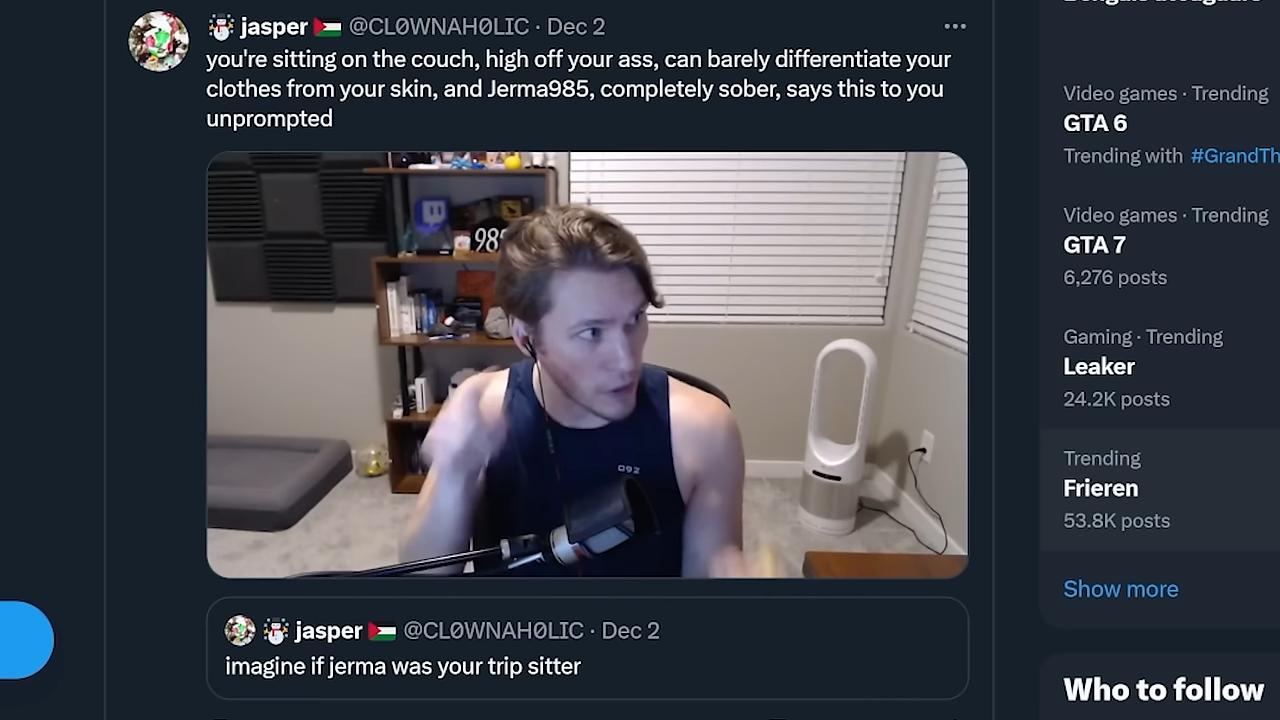 jasper @CLØWNAHØLIC · Dec 2
you're sitting on the couch, high off your ass, can barely differentiate your
clothes from your skin, and Jerma985, completely sober, says this to you
unprompted
985
092
jasper @CLØWNAHØLIC · Dec 2
imagine if jerma was your trip sitter
Video games · Trending
GTA 6
Trending with #GrandTh
Video games · Trending
GTA 7
6,276 posts
Gaming · Trending
Leaker
24.2K posts
Trending
Frieren
53.8K posts
Show more
Who to follow